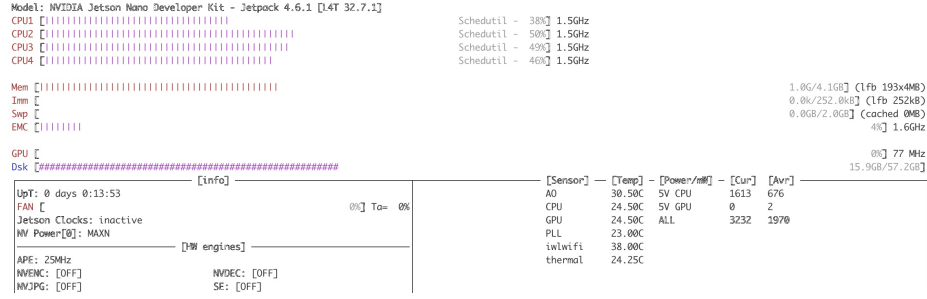 Model: NVIDIA Jetson Nano Developer Kit - Jetpack 4.6.1 [L4T 32.7.1]
CPU1 [||||||||||||||||||||||||||||||||| Schedutil - 38%] 1.5GHz
CPU2 [|||||||||||||||||||||||||||||||||||||||||||| Schedutil - 50%] 1.5GHz
CPU3 [||||||||||||||||||||||||||||||||||||||||||| Schedutil - 49%] 1.5GHz
CPU4 [|||||||||||||||||||||||||||||||||||||||| Schedutil - 46%] 1.5GHz
Mem [||||||||||||||||||||||||||||||||||||||||| 1.0G/4.1GB] (lfb 193x4MB)
Imm [ 0.0k/252.0kB] (lfb 252kB)
Swp [ 0.0GB/2.0GB] (cached 0MB)
EMC [|||||||| 4%] 1.6GHz
GPU [ 0%] 77 MHz
Dsk [##################################################### 15.9GB/57.2GB]
[info] [Sensor] [Temp] [Power/mW] [Cur] [Avr]
UpT: 0 days 0:13:53 AO 30.50C 5V CPU 1613 676
FAN [ 0%] Ta= 0% CPU 24.50C 5V GPU 0 2
Jetson Clocks: inactive GPU 24.50C ALL 3232 1970
NV Power[0]: MAXN PLL 23.00C
[HW engines] iwlwifi 38.00C
APE: 25MHz thermal 24.25C
NVENC: [OFF] NVDEC: [OFF]
NVJPG: [OFF] SE: [OFF]